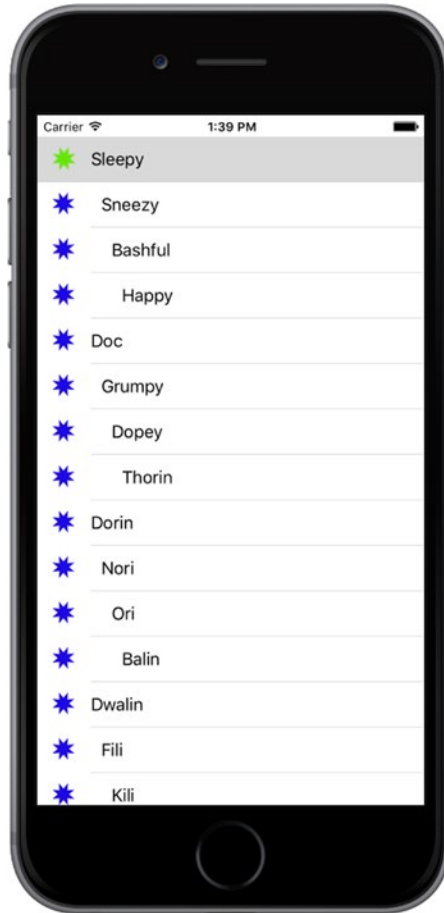 Carrier 1:39 PM
Sleepy
Sneezy
Bashful
Happy
Doc
Grumpy
Dopey
Thorin
Dorin
Nori
Ori
Balin
Dwalin
Fili
Kili